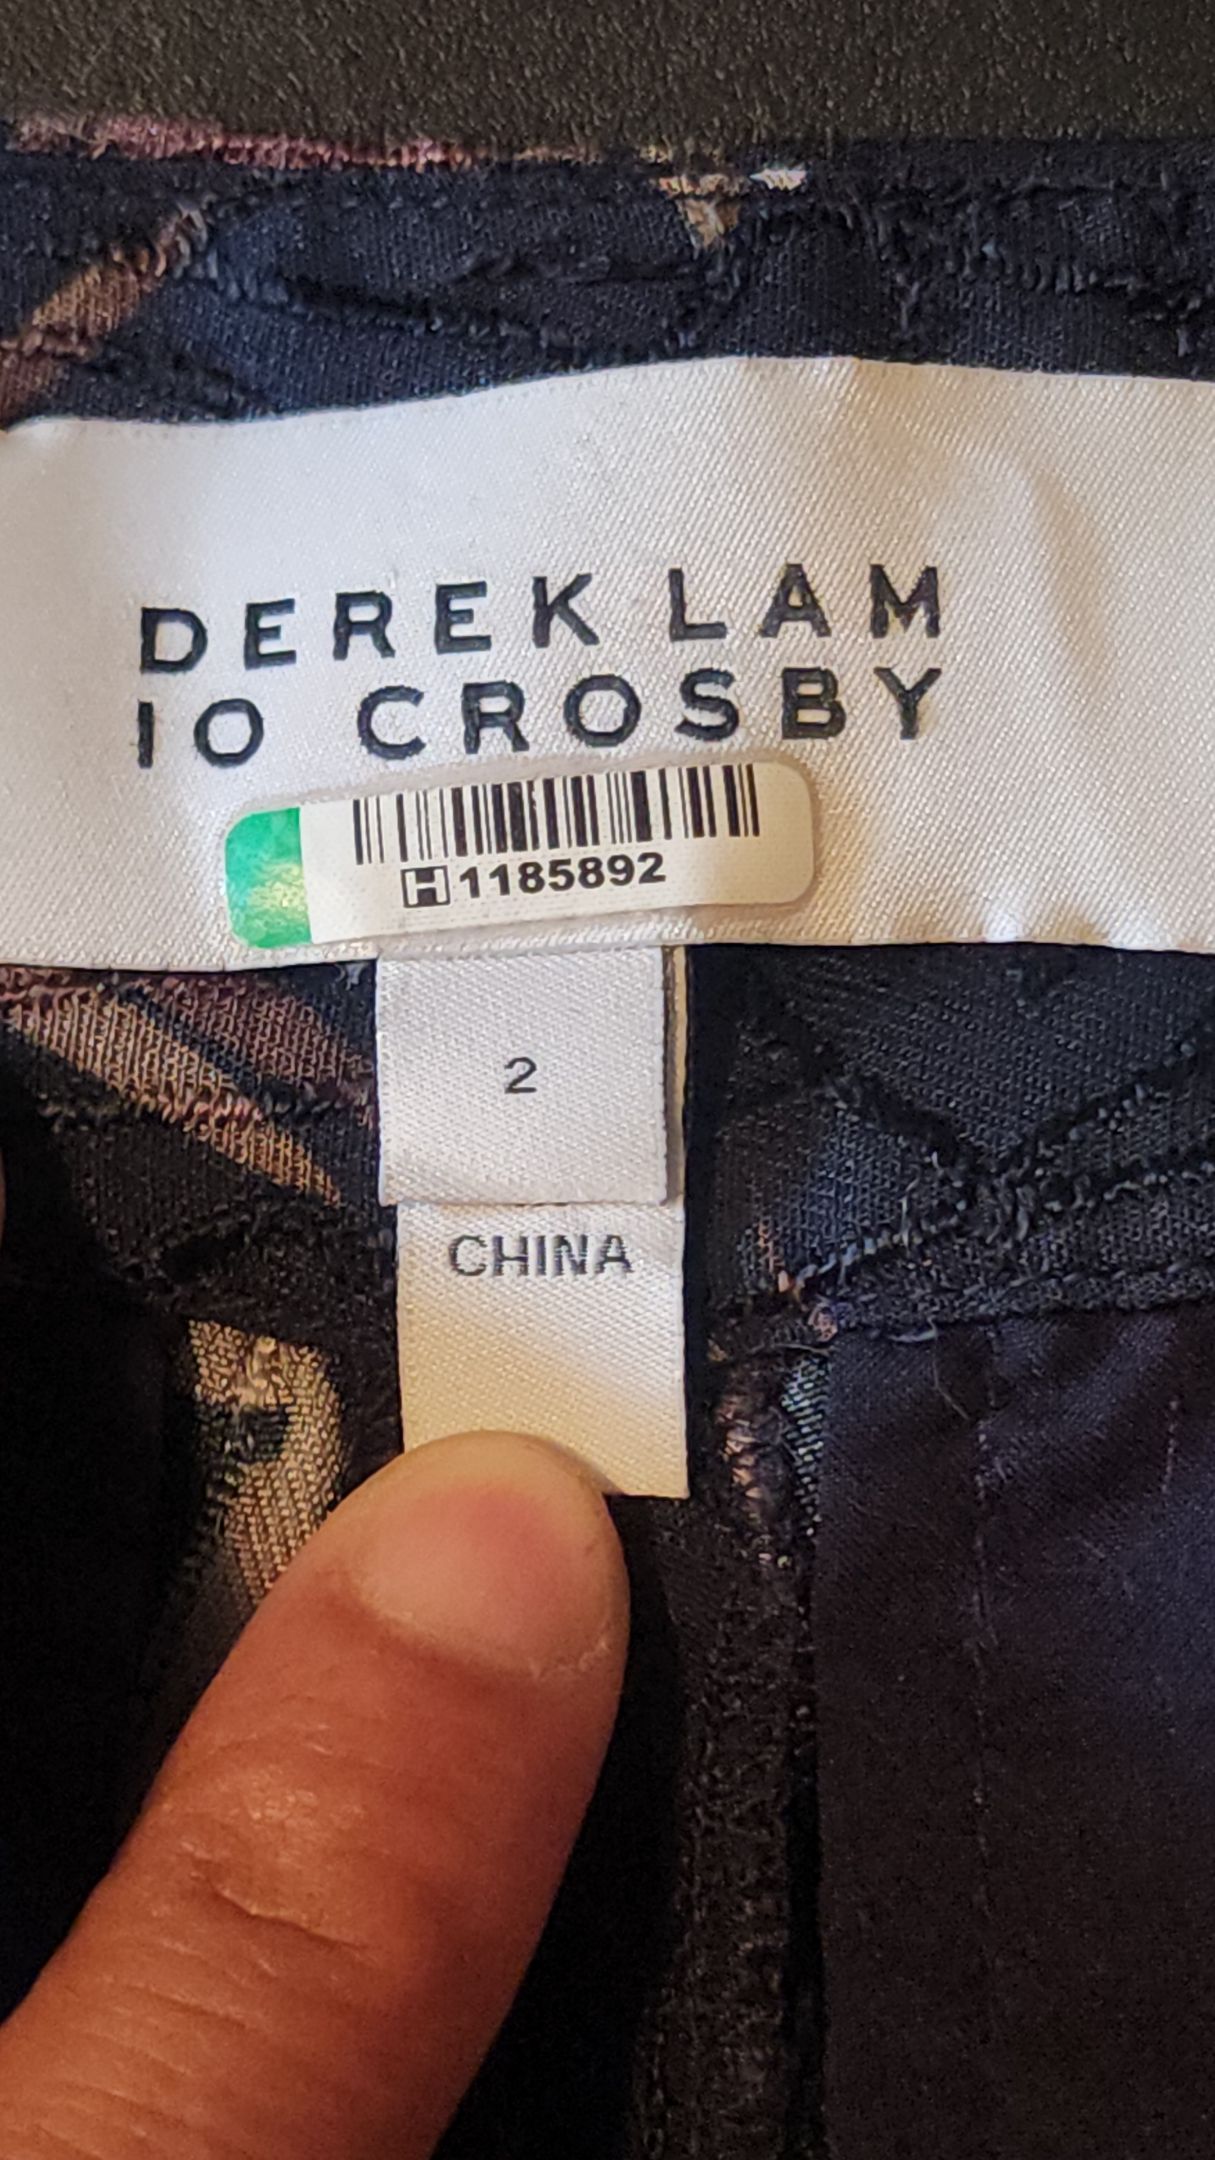 DEREK LAM
10 CROSBY
H 1185892
2
CHINA